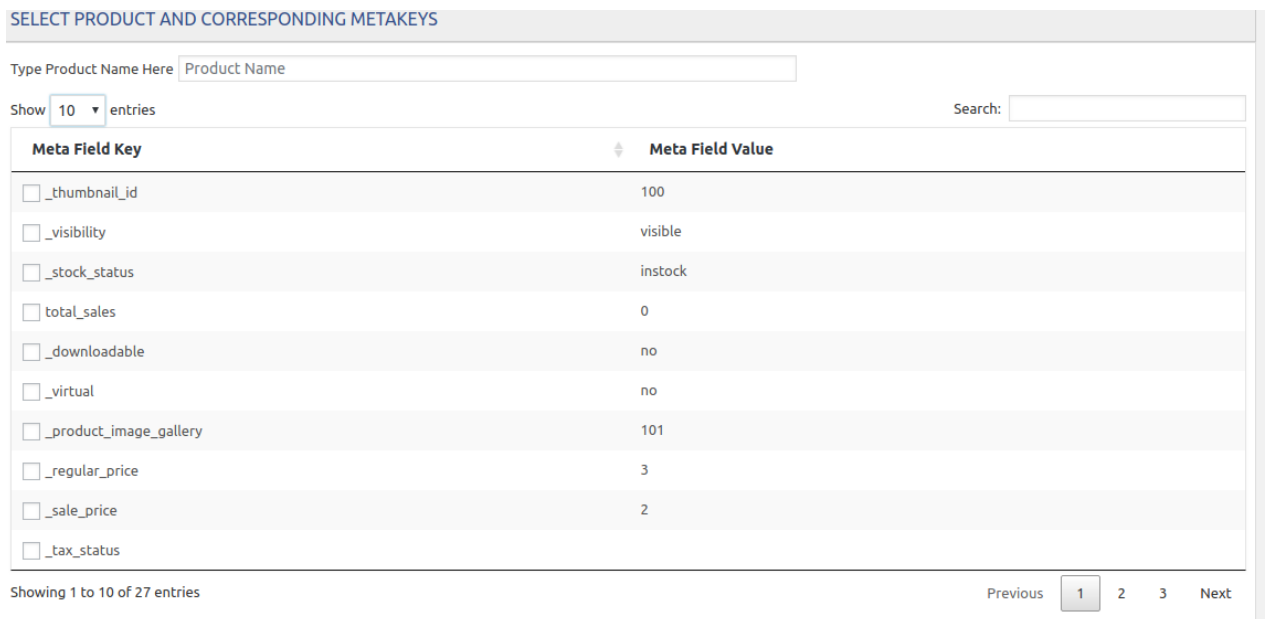 SELECT PRODUCT AND CORRESPONDING METAKEYS
Type Product Name Here Product Name
Show 10 entries Search:
Meta Field Key Meta Field Value
_thumbnail_id 100
_visibility visible
_stock_status instock
total_sales 0
_downloadable no
_virtual no
_product_image_gallery 101
_regular_price 3
_sale_price 2
_tax_status
Showing 1 to 10 of 27 entries Previous 1 2 3 Next